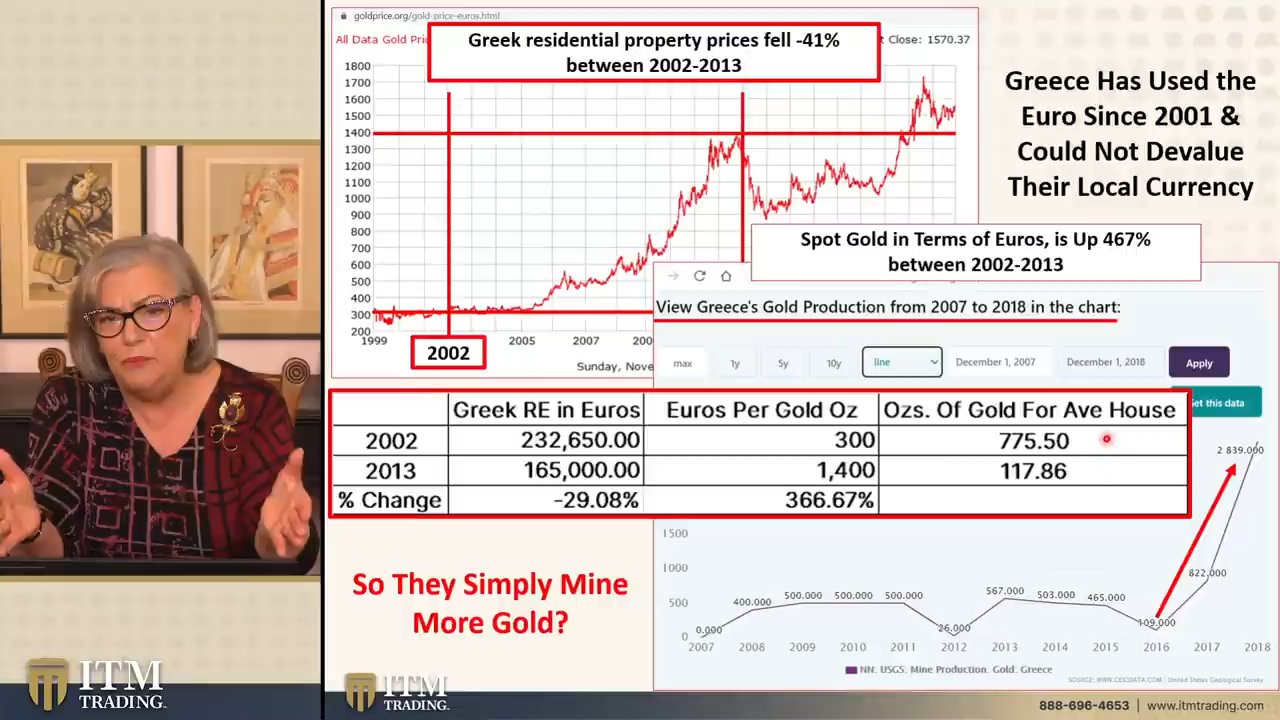 goldprice.org/gold-price-euros.html
All Data Gold Pri
Close: 1570.37
Greek residential property prices fell -41%
between 2002-2013
1800
1700
1600
1500
1400
1300
1200
1100
1000
900
800
700
600
500
400
300
200
1999
2002
2005
2007
Sunday, Nove
Greece Has Used the
Euro Since 2001 &
Could Not Devalue
Their Local Currency
Spot Gold in Terms of Euros, is Up 467%
between 2002-2013
View Greece's Gold Production from 2007 to 2018 in the chart:
max 1y 5y 10y line December 1, 2007 December 1, 2018 Apply
et this data
Greek RE in Euros Euros Per Gold Oz Ozs. Of Gold For Ave House
2002 232,650.00 300 775.50
2013 165,000.00 1,400 117.86
% Change -29.08% 366.67%
So They Simply Mine
More Gold?
1500
1000
500
0
0.000 400.000 500.000 500.000 500.000 26.000 567.000 503.000 465.000 109.000 822.000 2 839.000
2007 2008 2009 2010 2011 2012 2013 2014 2015 2016 2017 2018
NN: USGS: Mine Production: Gold: Greece
SOURCE: WWW.CEICDATA.COM | United States Geological Survey
ITM
TRADING
ITM
TRADING
888-696-4653 | www.itmtrading.com